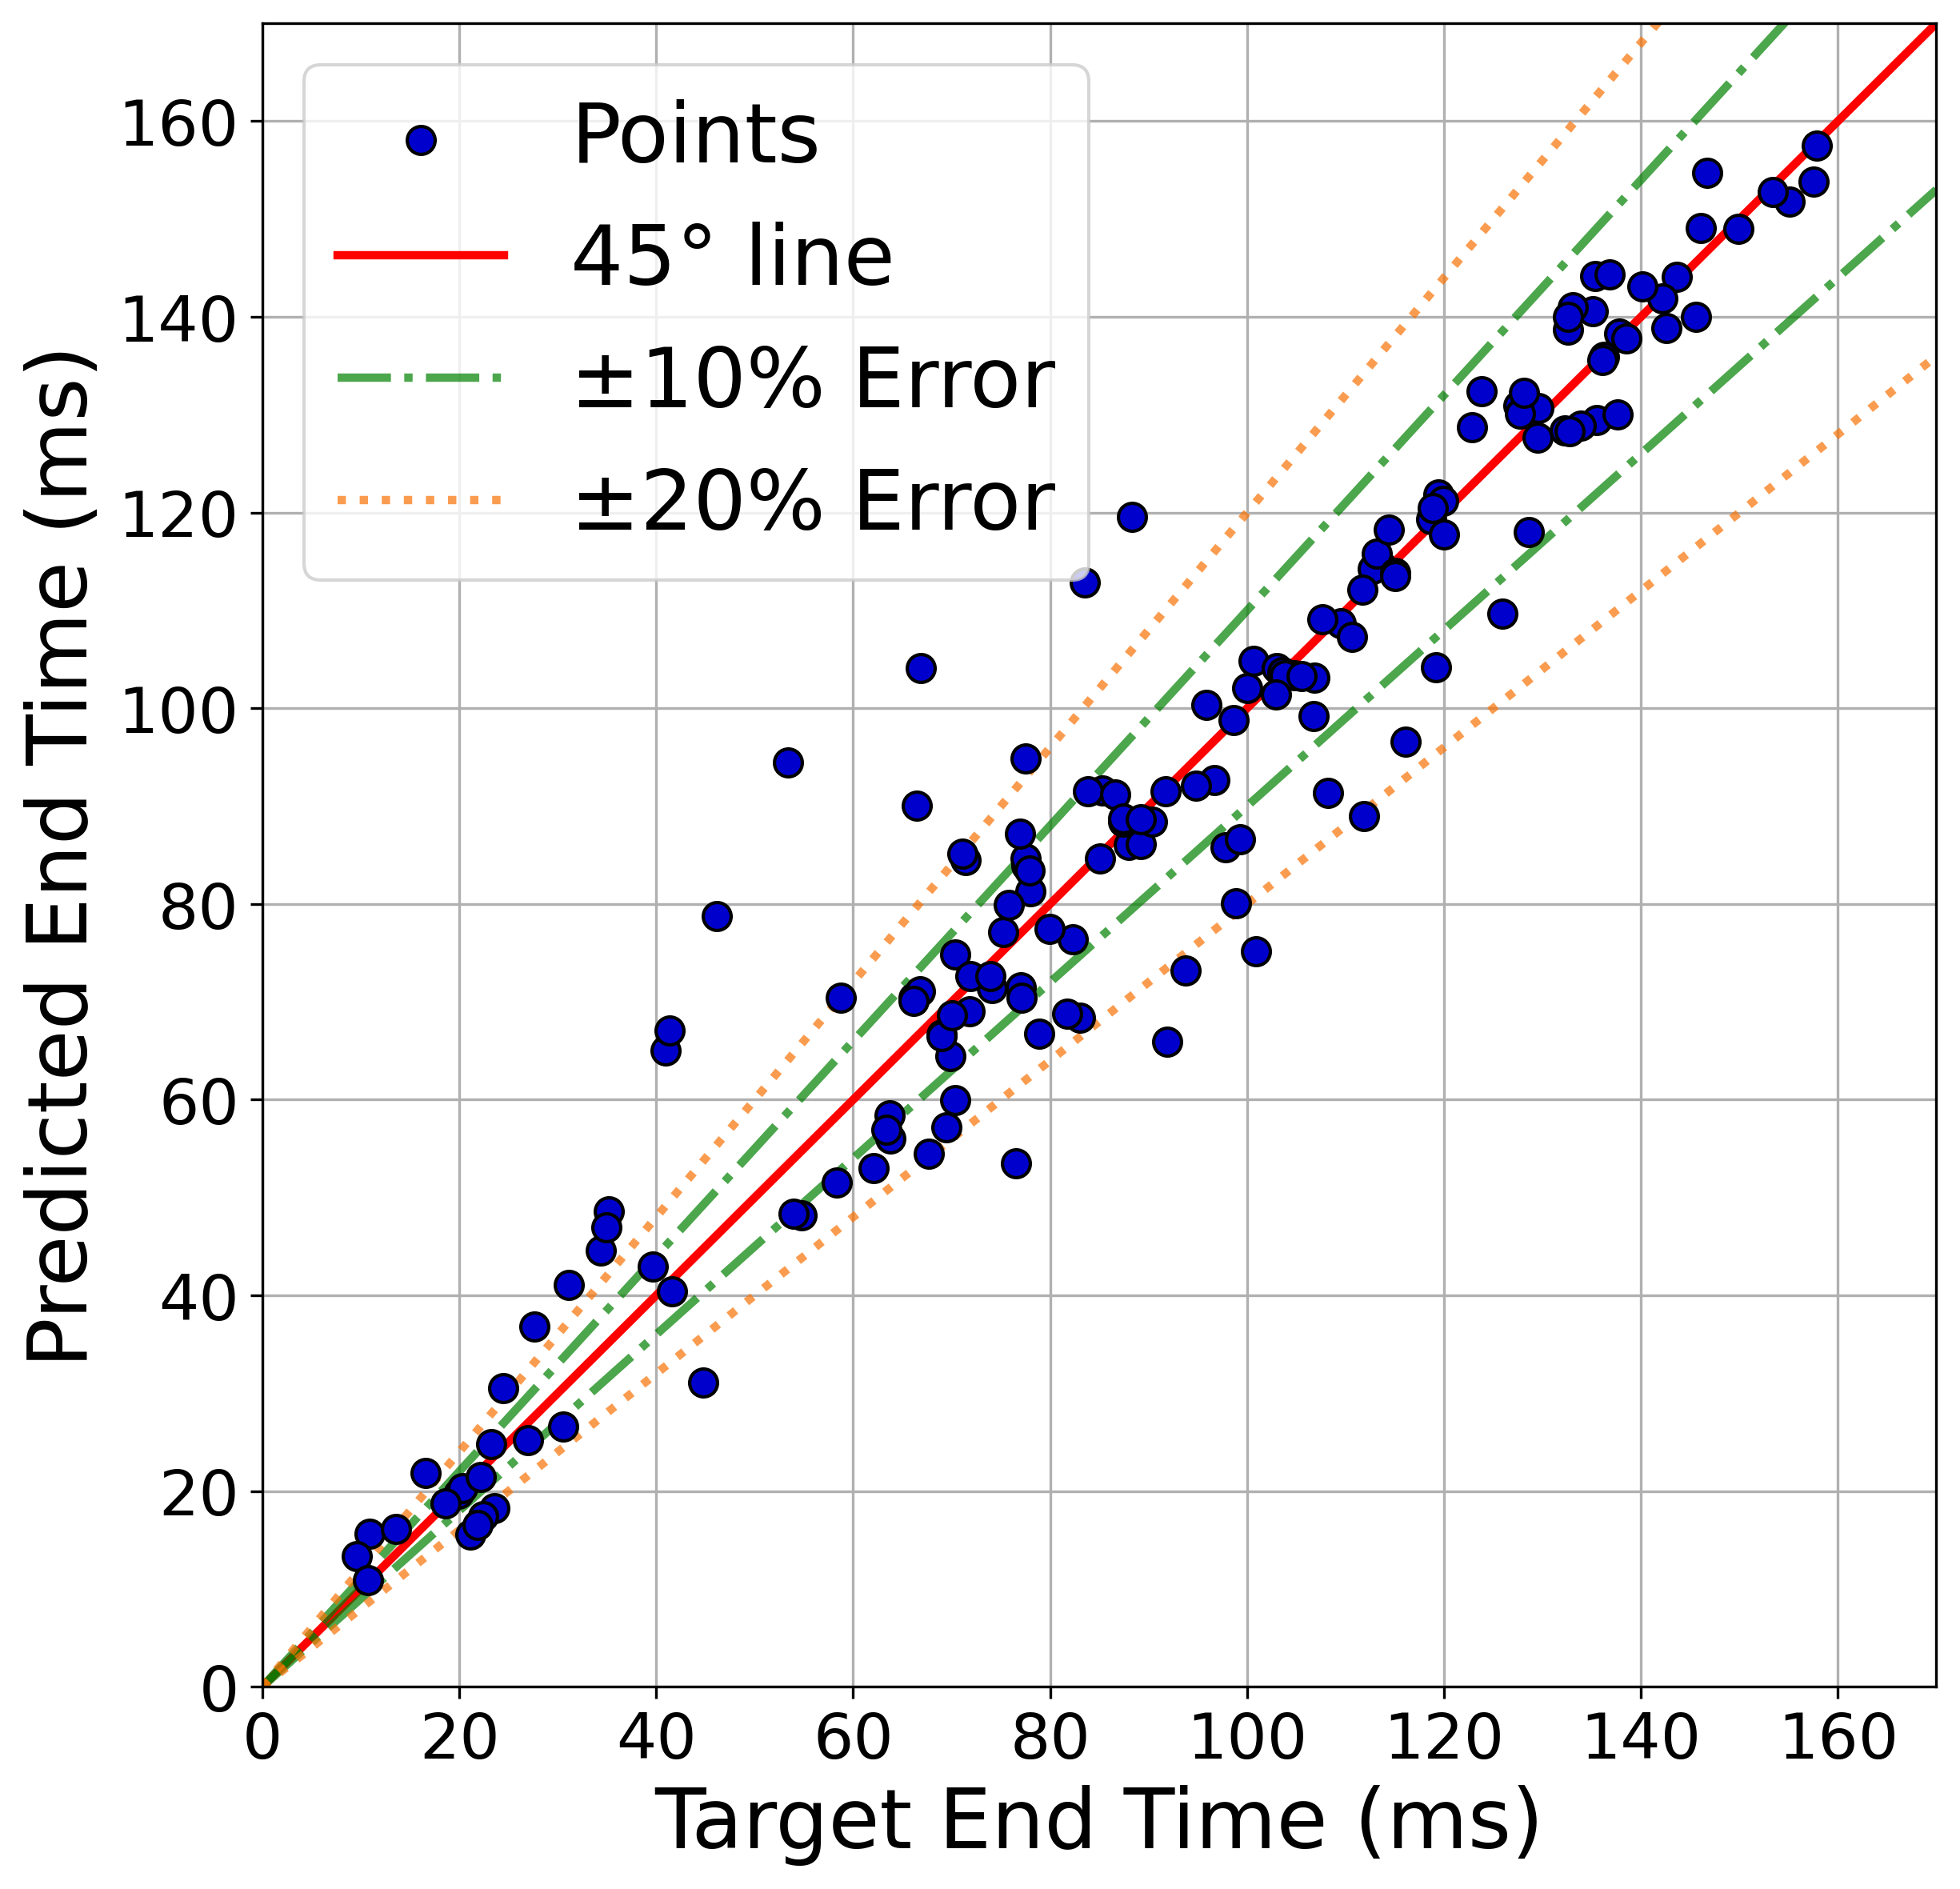 Points
45° line
±10% Error
±20% Error
Predicted End Time (ms)
160
140
120
100
80
60
40
20
0
0 20 40 60 80 100 120 140 160
Target End Time (ms)